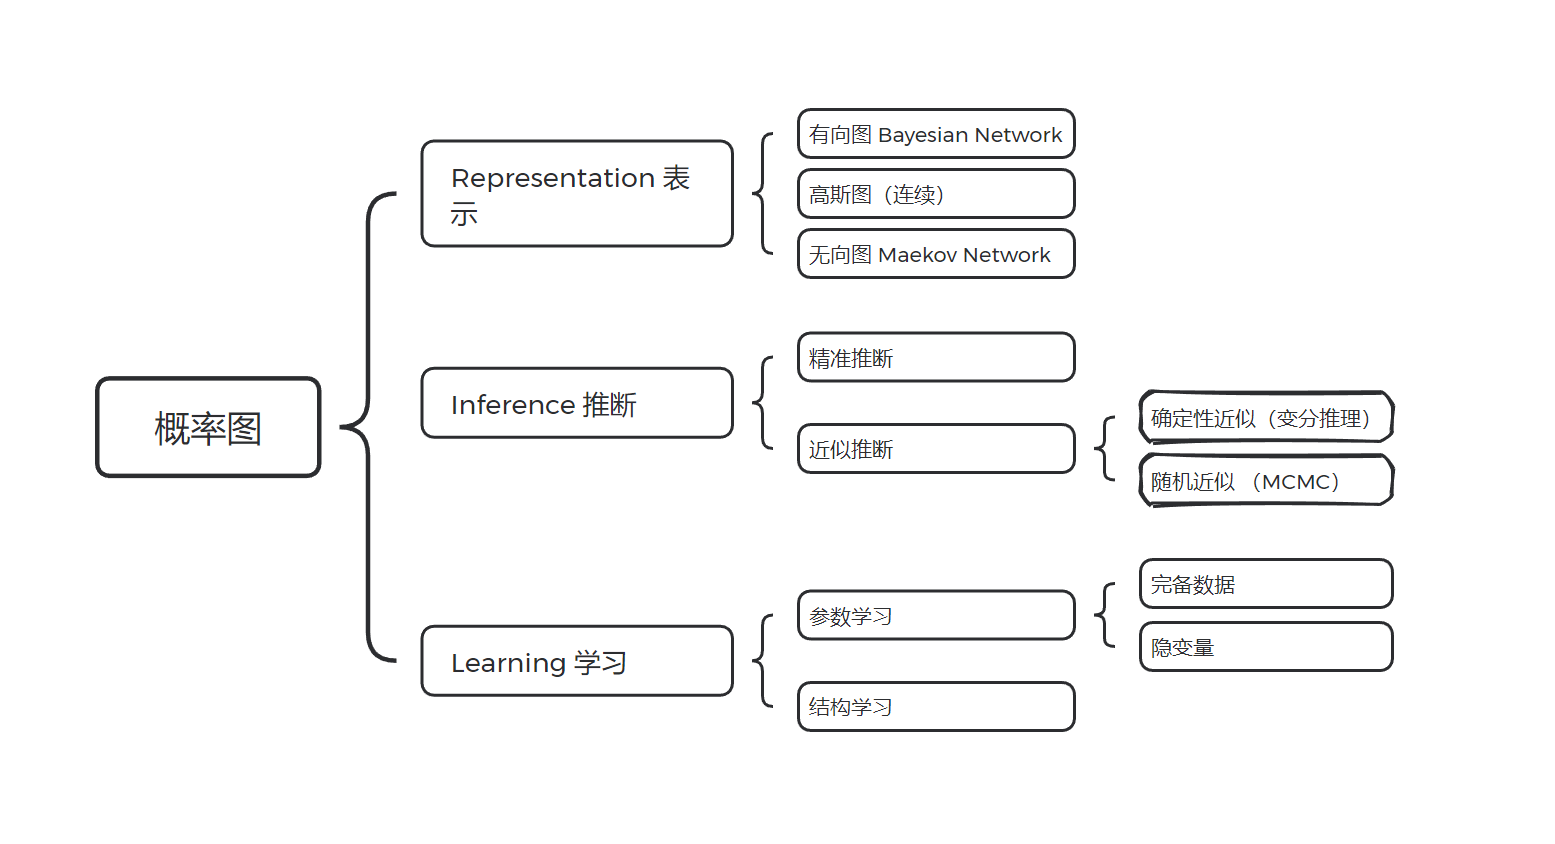 概率图
Representation 表
示
有向图 Bayesian Network
高斯图（连续）
无向图 Maekov Network
Inference 推断
精准推断
近似推断
确定性近似（变分推理）
随机近似 （MCMC）
Learning 学习
参数学习
完备数据
隐变量
结构学习